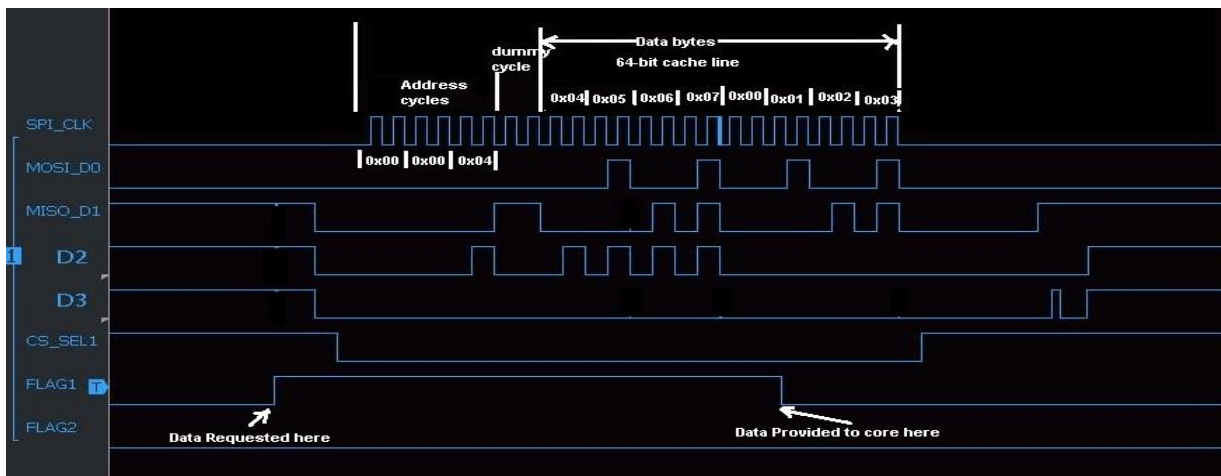 Data bytes
dummy
cycle
64-bit cache line
Address
cycles
0x04 0x05 0x06 0x07 0x00 0x01 0x02 0x03
SPI_CLK
0x00 0x00 0x04
MOSI_D0
MISO_D1
1
D2
D3
CS_SEL1
FLAG1 T
FLAG2
Data Requested here
Data Provided to core here